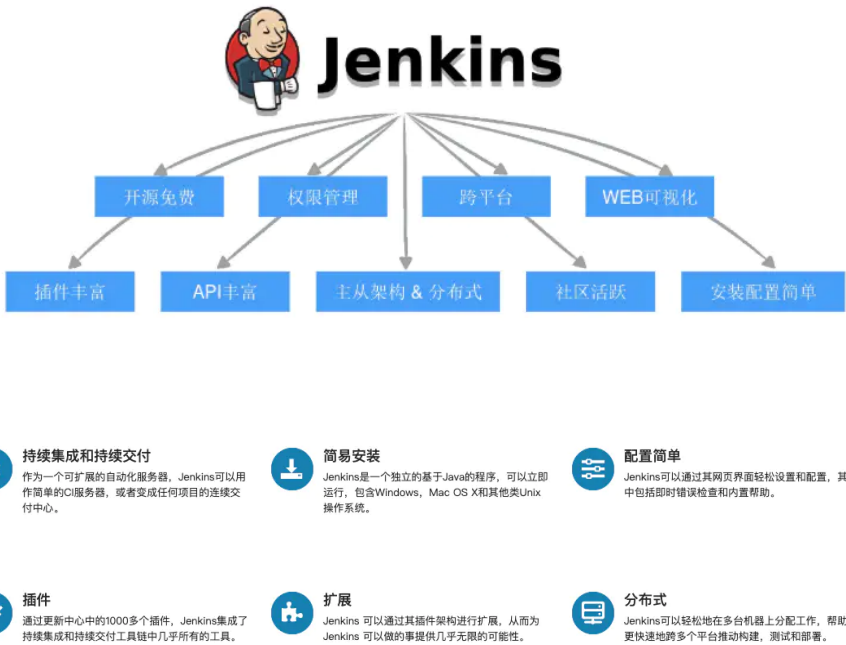 Jenkins
开源免费
权限管理
跨平台
WEB可视化
插件丰富
API丰富
主从架构 & 分布式
社区活跃
安装配置简单
持续集成和持续交付
作为一个可扩展的自动化服务器，Jenkins可以用
作简单的CI服务器，或者变成任何项目的连续交
付中心。
简易安装
Jenkins是一个独立的基于Java的程序，可以立即
运行，包含Windows，Mac OS X和其他类Unix
操作系统。
配置简单
Jenkins可以通过其网页界面轻松设置和配置，其
中包括即时错误检查和内置帮助。
插件
通过更新中心中的1000多个插件，Jenkins集成了
持续集成和持续交付工具链中几乎所有的工具。
扩展
Jenkins 可以通过其插件架构进行扩展，从而为
Jenkins 可以做的事提供几乎无限的可能性。
分布式
Jenkins可以轻松地在多台机器上分配工作，帮助
更快速地跨多个平台推动构建，测试和部署。